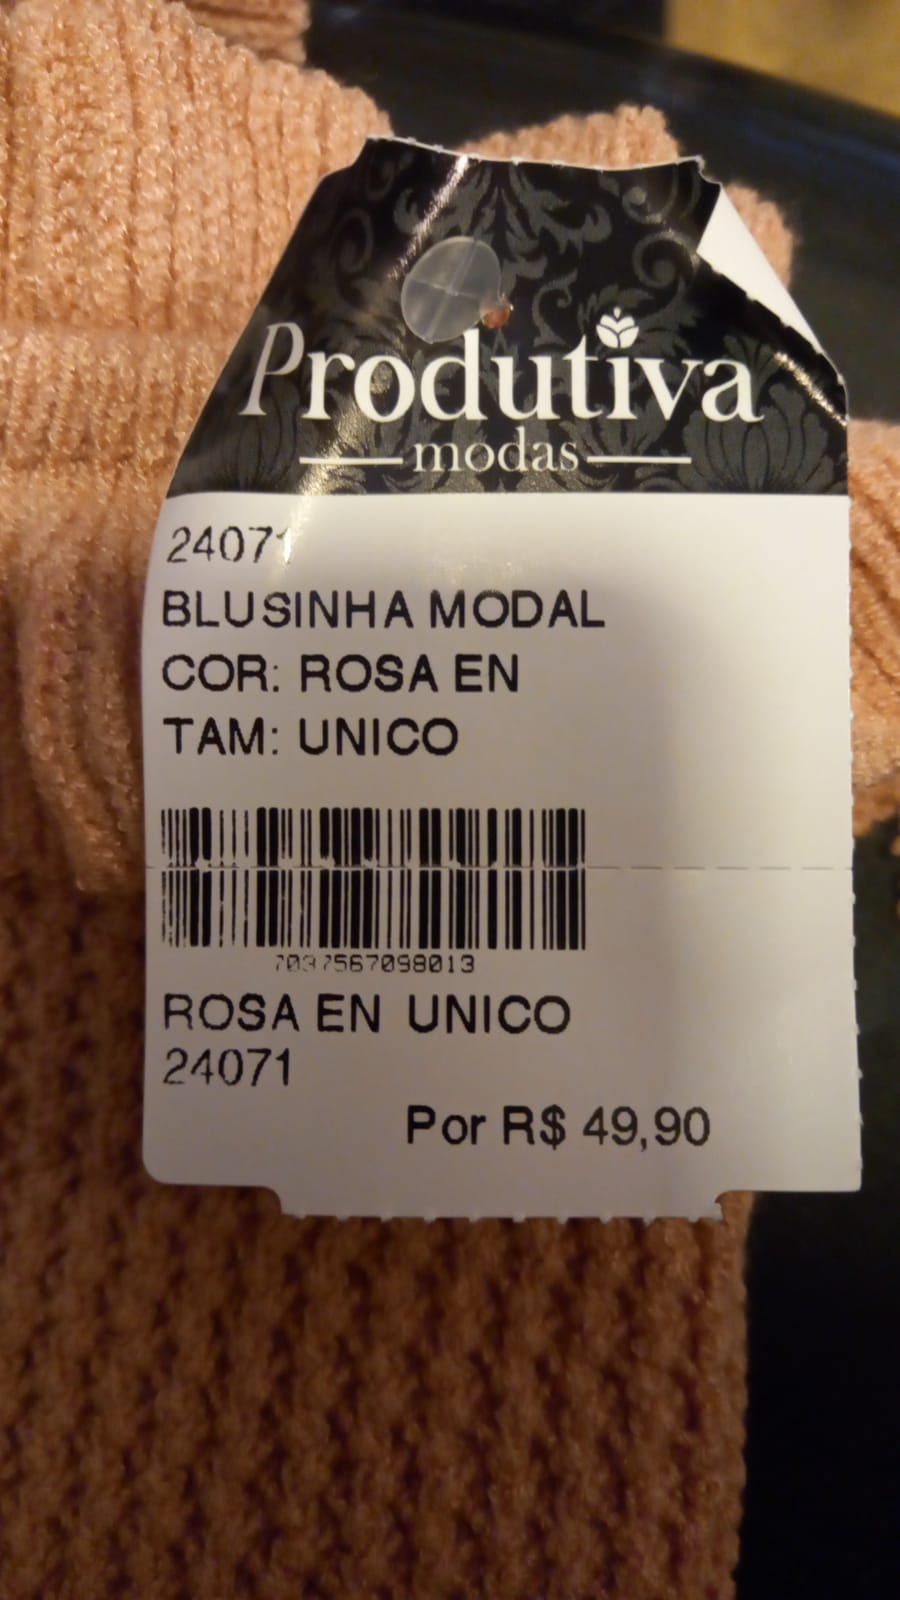 Produtiva
modas
24071
BLUSINHA MODAL
COR: ROSA EN
TAM: UNICO
7037567098013
ROSA EN UNICO
24071
Por R$ 49,90